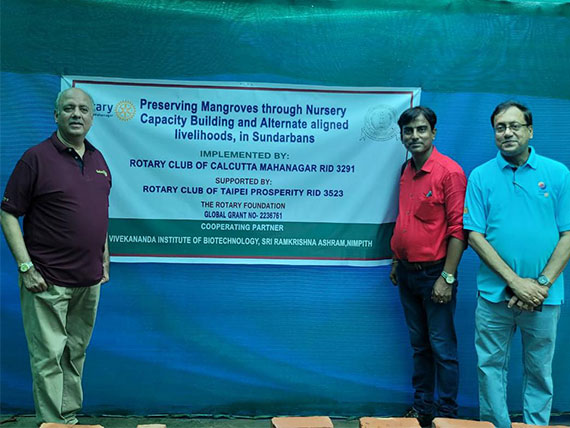 Rotary
Preserving Mangroves through Nursery
Capacity Building and Alternate aligned
livelihoods, in Sundarbans
IMPLEMENTED BY:
ROTARY CLUB OF CALCUTTA MAHANAGAR RID 3291
SUPPORTED BY:
ROTARY CLUB OF TAIPEI PROSPERITY RID 3523
THE ROTARY FOUNDATION
GLOBAL GRANT NO- 2236761
COOPERATING PARTNER
VIVEKANANDA INSTITUTE OF BIOTECHNOLOGY, SRI RAMKRISHNA ASHRAM,NIMPITH